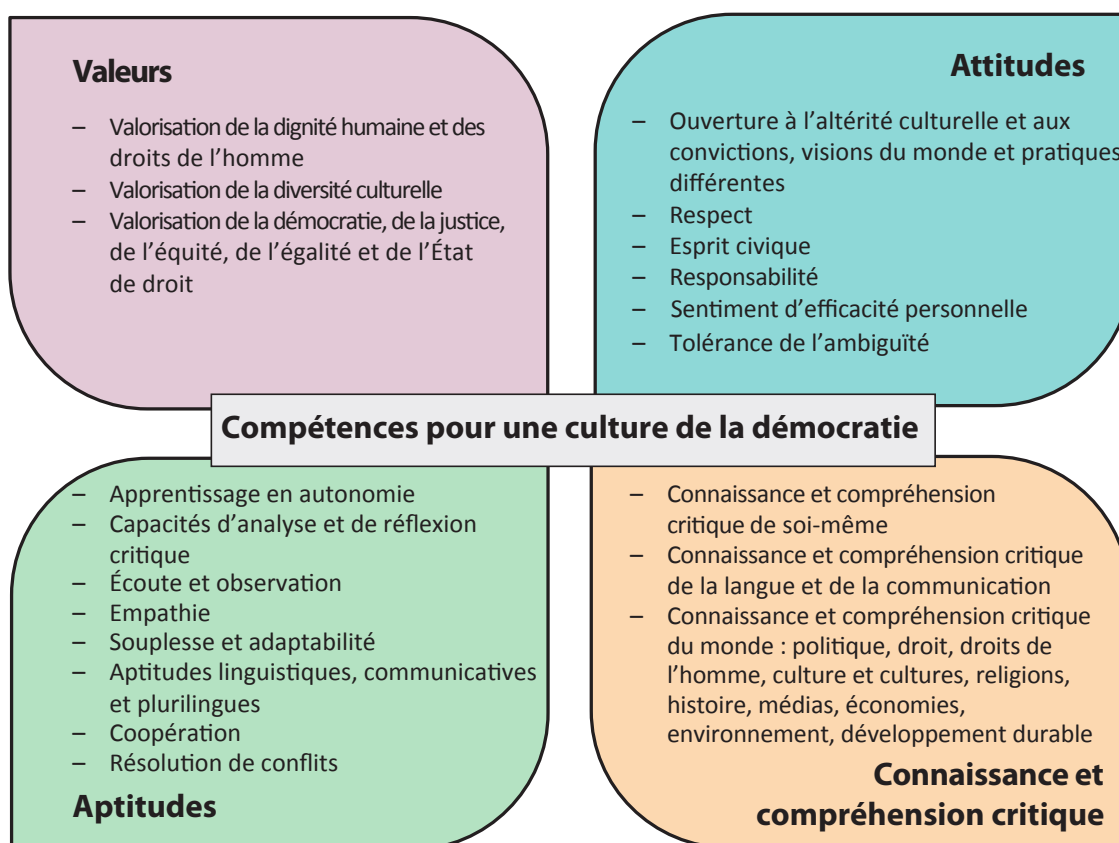 Valeurs
– Valorisation de la dignité humaine et des
droits de l’homme
– Valorisation de la diversité culturelle
– Valorisation de la démocratie, de la justice,
de l’équité, de l’égalité et de l’État
de droit
Attitudes
– Ouverture à l’altérité culturelle et aux
convictions, visions du monde et pratiques
différentes
– Respect
– Esprit civique
– Responsabilité
– Sentiment d’efficacité personnelle
– Tolérance de l’ambiguïté
Compétences pour une culture de la démocratie
– Apprentissage en autonomie
– Capacités d’analyse et de réflexion
critique
– Écoute et observation
– Empathie
– Souplesse et adaptabilité
– Aptitudes linguistiques, communicatives
et plurilingues
– Coopération
– Résolution de conflits
Aptitudes
– Connaissance et compréhension
critique de soi-même
– Connaissance et compréhension critique
de la langue et de la communication
– Connaissance et compréhension critique
du monde : politique, droit, droits de
l’homme, culture et cultures, religions,
histoire, médias, économies,
environnement, développement durable
Connaissance et
compréhension critique